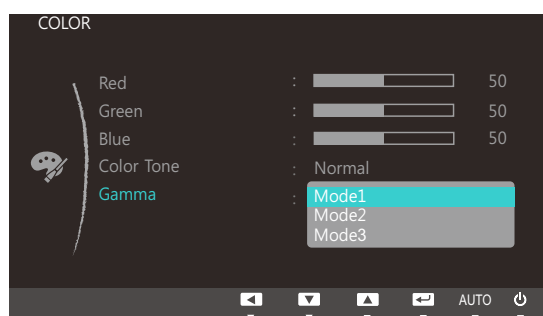 COLOR
Red : 50
Green : 50
Blue : 50
Color Tone : Normal
Gamma : Mode1
Mode2
Mode3
AUTO